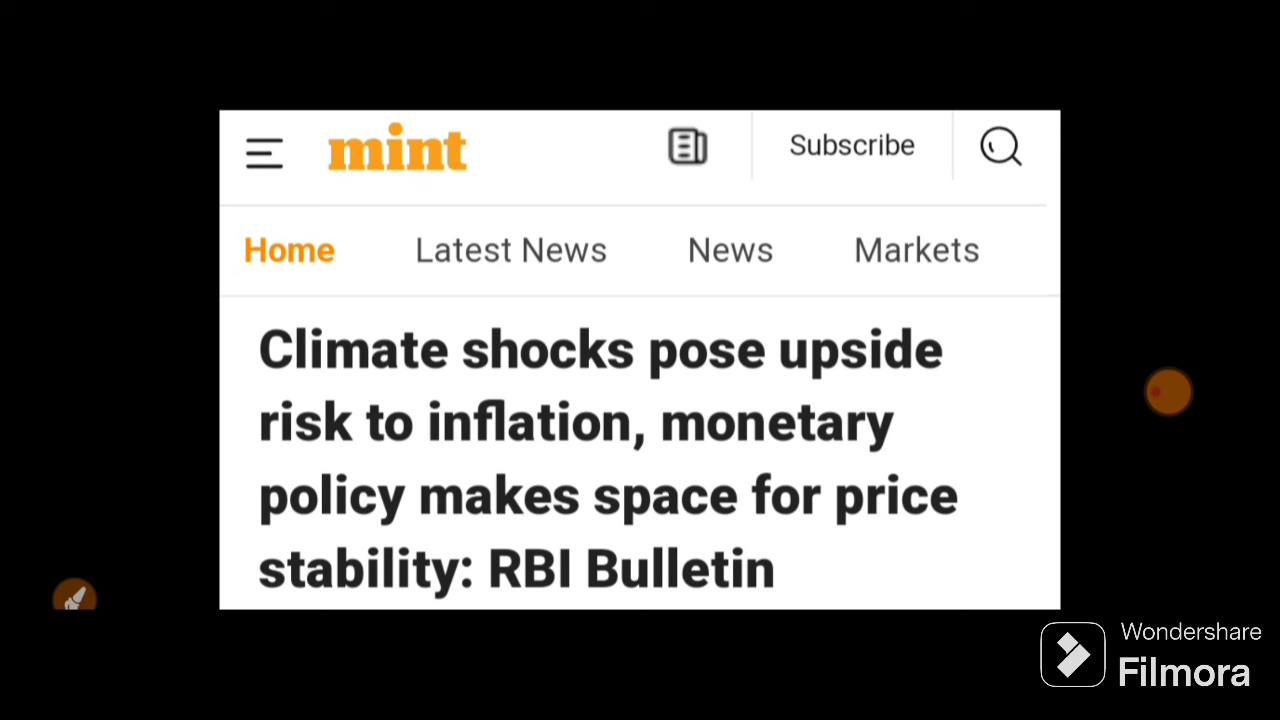 mint
Subscribe
Home Latest News News Markets
Climate shocks pose upside
risk to inflation, monetary
policy makes space for price
stability: RBI Bulletin
Wondershare
Filmora